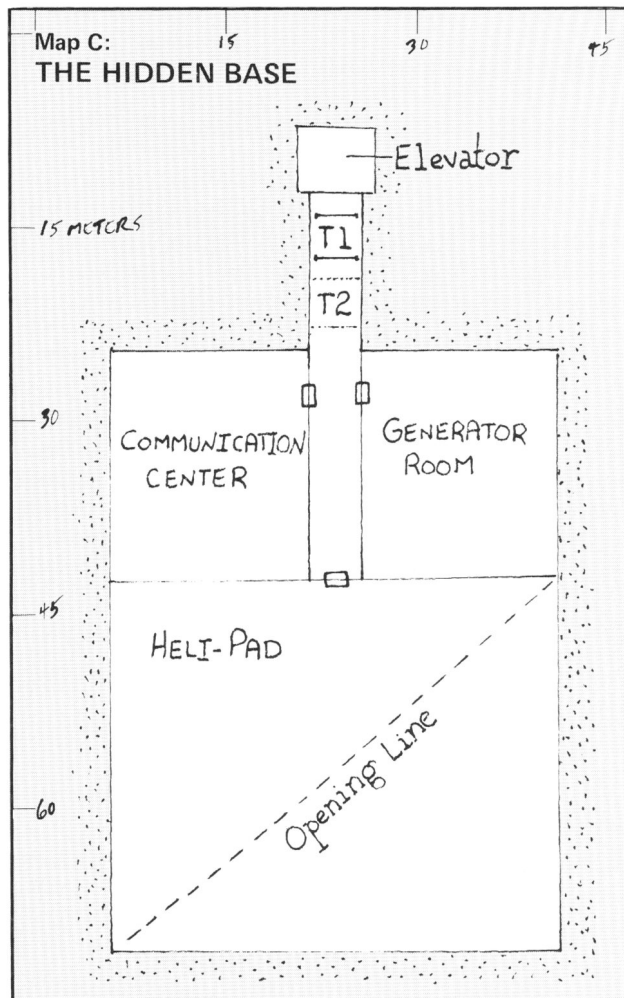 Map C:
THE HIDDEN BASE
15
30
45
Elevator
15 METERS
T1
T2
30
COMMUNICATION
CENTER
GENERATOR
ROOM
45
HELI-PAD
Opening Line
60